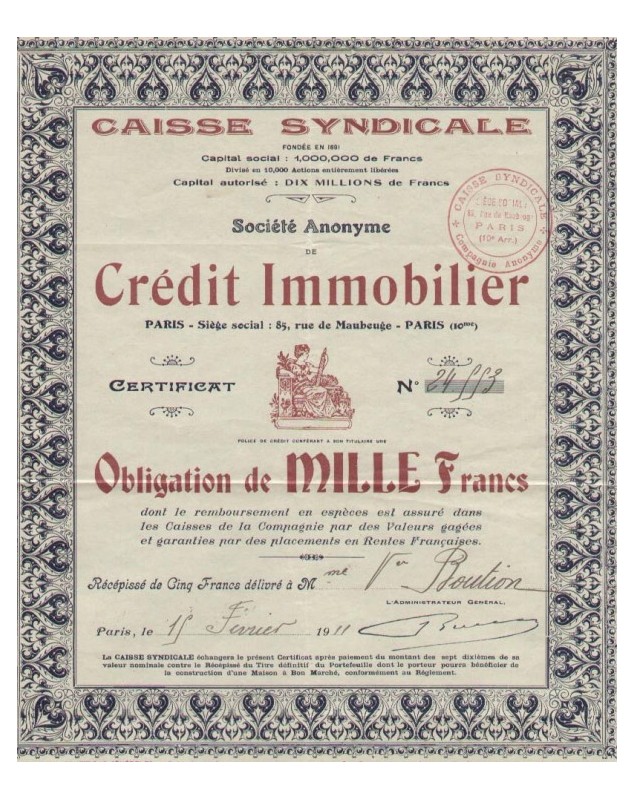 CAISSE SYNDICALE
FONDÉE EN 1891
Capital social : 1,000,000 de Francs
Divisé en 10,000 Actions entièrement libérées
Capital autorisé : DIX MILLIONS de Francs
CAISSE SYNDICALE
PARIS
(10e Arr.)
Compagnie Anonyme
Société Anonyme
DE
Crédit Immobilier
PARIS - Siège social : 85, rue de Maubeuge - PARIS (10me)
CERTIFICAT
N° 24553
POLICE DE CRÉDIT CONFÉRANT A SON TITULAIRE UNE
Obligation de MILLE Francs
dont le remboursement en espèces est assuré dans
les Caisses de la Compagnie par des Valeurs gagées
et garanties par des placements en Rentes Françaises.
Récépissé de Cinq Francs délivré à Mme Vve Boution
L'ADMINISTRATEUR GÉNÉRAL,
Paris, le 15 Février 1911
La CAISSE SYNDICALE échangera le présent Certificat après paiement du montant des sept dixièmes de sa
valeur nominale contre le Récépissé du Titre définitif du Portefeuille dont le porteur pourra bénéficier de
la construction d'une Maison à Bon Marché, conformément au Règlement.